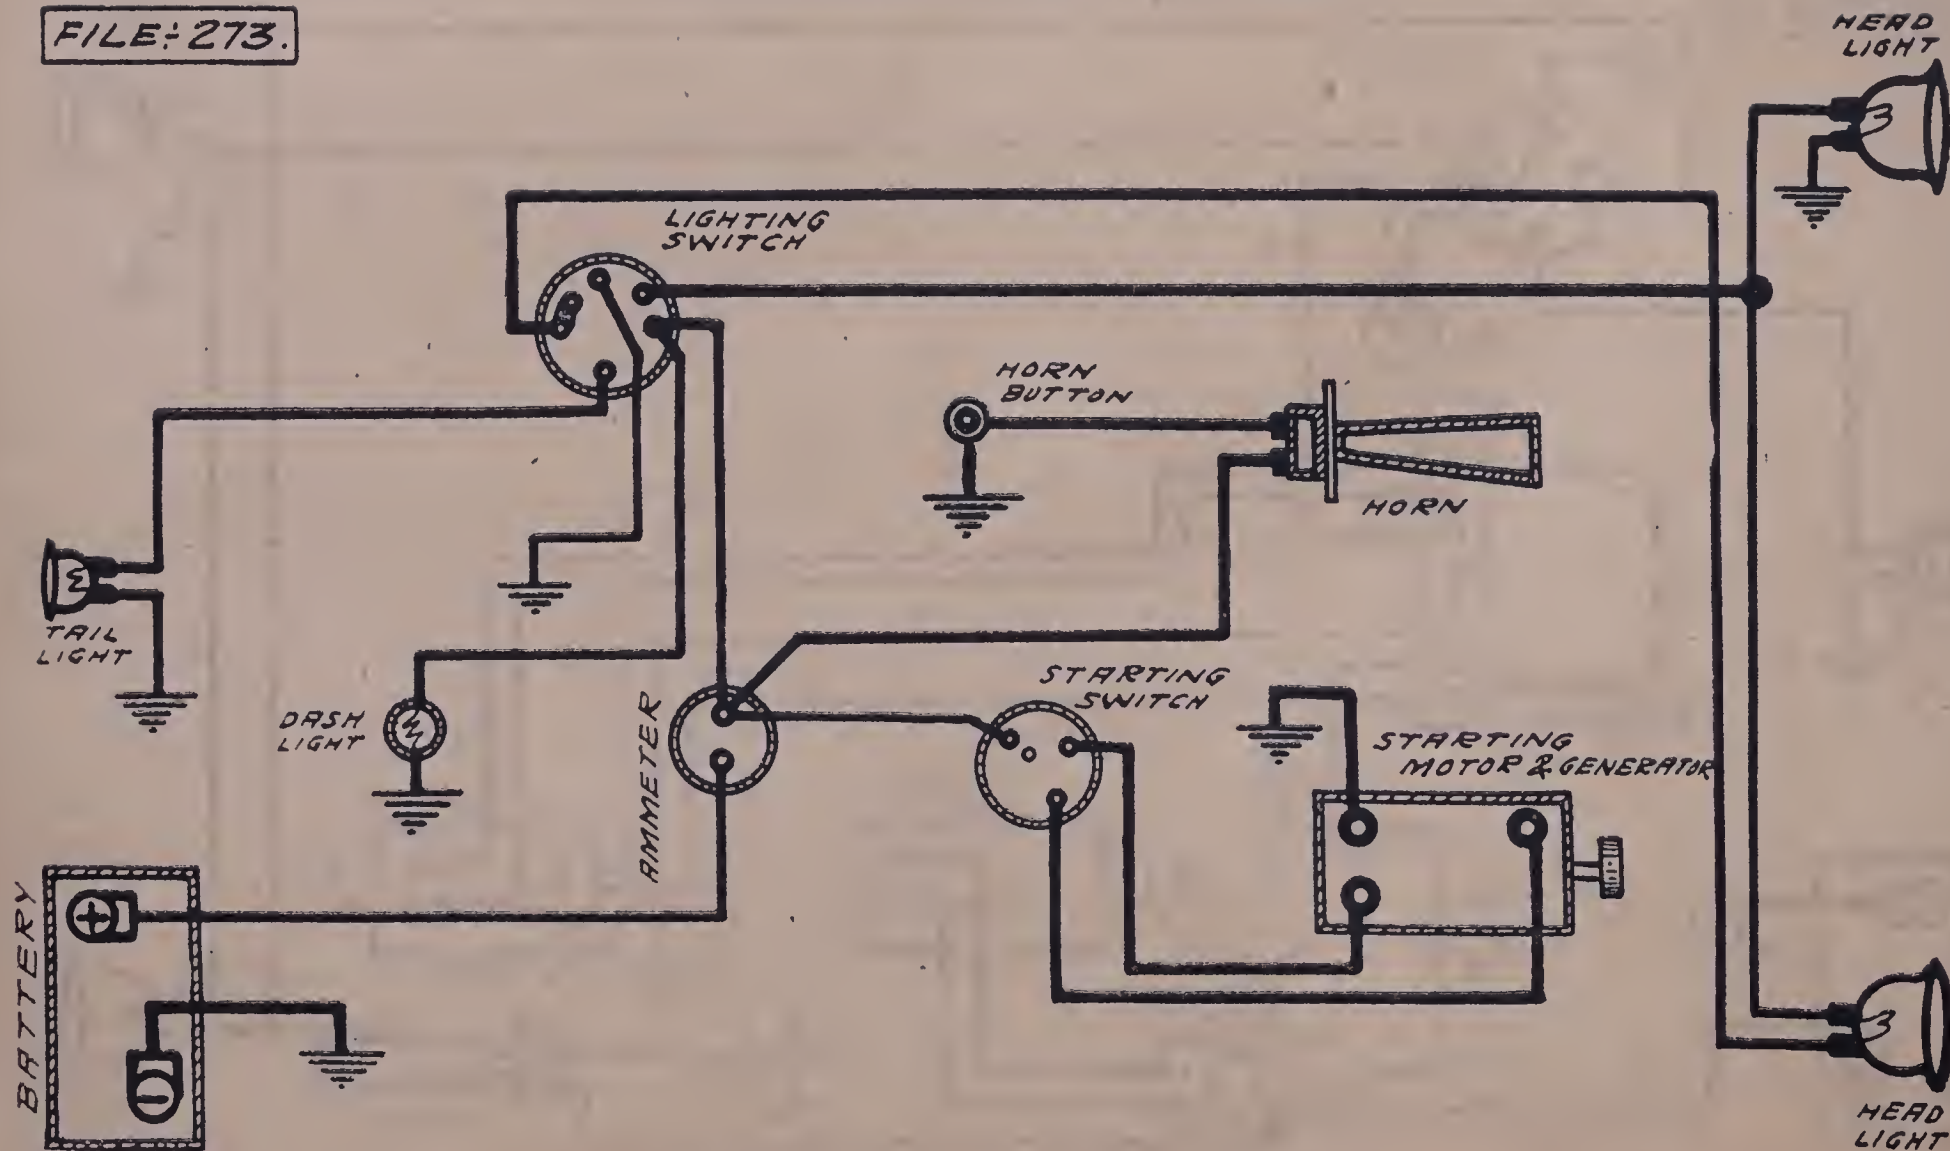 FILE:- 273.
HEAD
LIGHT
LIGHTING
SWITCH
HORN
BUTTON
HORN
TAIL
LIGHT
DASH
LIGHT
AMMETER
STARTING
SWITCH
STARTING
MOTOR & GENERATOR
BATTERY
+
−
HEAD
LIGHT